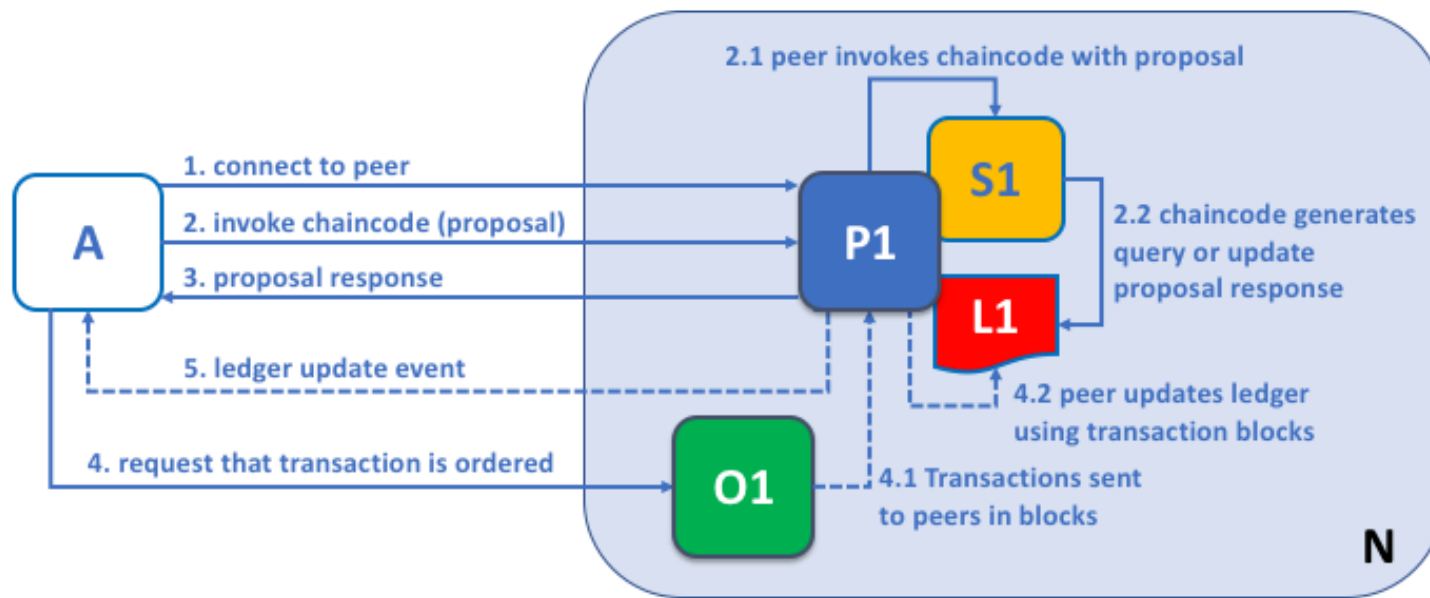 2.1 peer invokes chaincode with proposal
1. connect to peer
A
2. invoke chaincode (proposal)
3. proposal response
P1
S1
2.2 chaincode generates
query or update
proposal response
L1
5. ledger update event
4.2 peer updates ledger
using transaction blocks
4. request that transaction is ordered
O1
4.1 Transactions sent
to peers in blocks
N